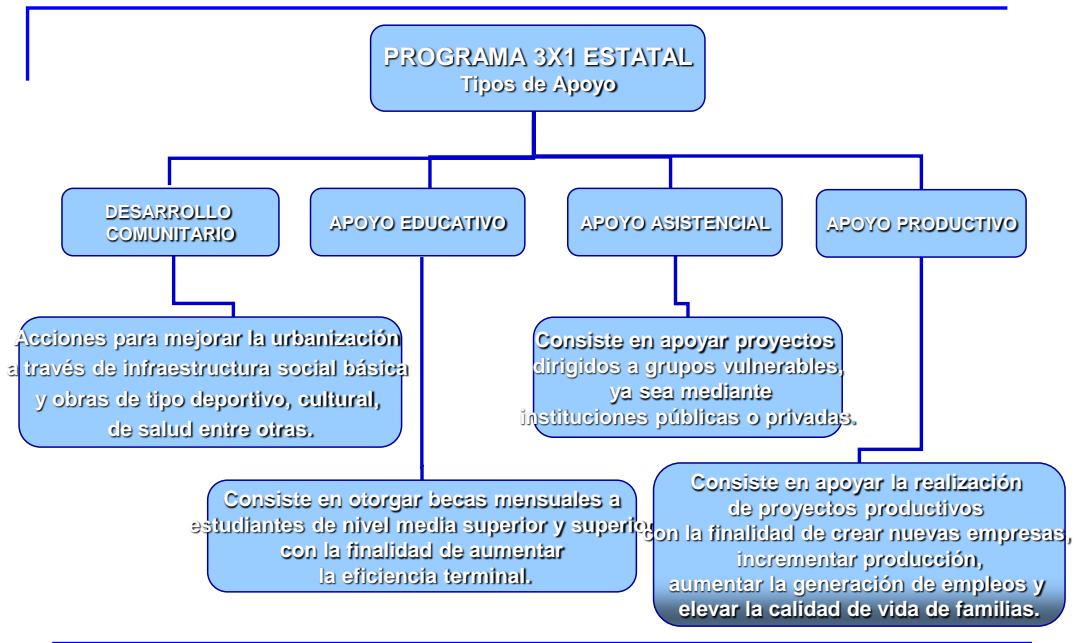 PROGRAMA 3X1 ESTATAL
Tipos de Apoyo
DESARROLLO
COMUNITARIO
APOYO EDUCATIVO
APOYO ASISTENCIAL
APOYO PRODUCTIVO
Acciones para mejorar la urbanización
a través de infraestructura social básica
y obras de tipo deportivo, cultural,
de salud entre otras.
Consiste en apoyar proyectos
dirigidos a grupos vulnerables,
ya sea mediante
instituciones públicas o privadas.
Consiste en otorgar becas mensuales a
estudiantes de nivel media superior y superior
con la finalidad de aumentar
la eficiencia terminal.
Consiste en apoyar la realización
de proyectos productivos
con la finalidad de crear nuevas empresas,
incrementar producción,
aumentar la generación de empleos y
elevar la calidad de vida de familias.